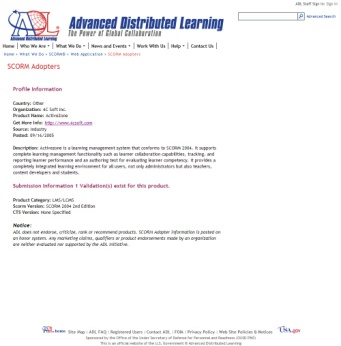 ADL_Staff Sign In: Sign In
ADL
Advanced Distributed Learning
Advanced Distributed Learning
The Power of Global Collaboration
Advanced Search
Home | Who We Are | What We Do | News and Events | Work With Us | Help | Contact Us |
Home > What We Do > SCORM® > Web Application > SCORM Adopters
SCORM Adopters
Profile Information
Country: Other
Organization: 4C Soft Inc.
Product Name: Activezone
Get More Info: http://www.4csoft.com
Source: Industry
Posted: 09/16/2005
Description: Activezone is a learning management system that conforms to SCORM 2004. It supports
complete learning management functionality such as learner collaboration capabilities, tracking, and
reporting learner performance and an authoring test for evaluating learner competency. It provides a
completely integrated learning environment for all users, not only administrators but also teachers,
content developers and students.
Submission Information 1 Validation(s) exist for this product.
Product Category: LMS/LCMS
Scorm Version: SCORM 2004 2nd Edition
CTS Version: None Specified
Notice:
ADL does not endorse, criticize, rank or recommend products. SCORM Adopter information is posted on
an honor system. Any marketing claims, qualifiers or product endorsements made by an organization
are neither evaluated nor supported by the ADL Initiative.
Site Map | ADL FAQ | Registered Users | Contact ADL | FOIA | Privacy Policy | Web Site Policies & Notices
USA.gov
Sponsored by the Office of the Under Secretary of Defense for Personnel and Readiness (OUSD P&R)
This is an official website of the U.S. Government © Advanced Distributed Learning